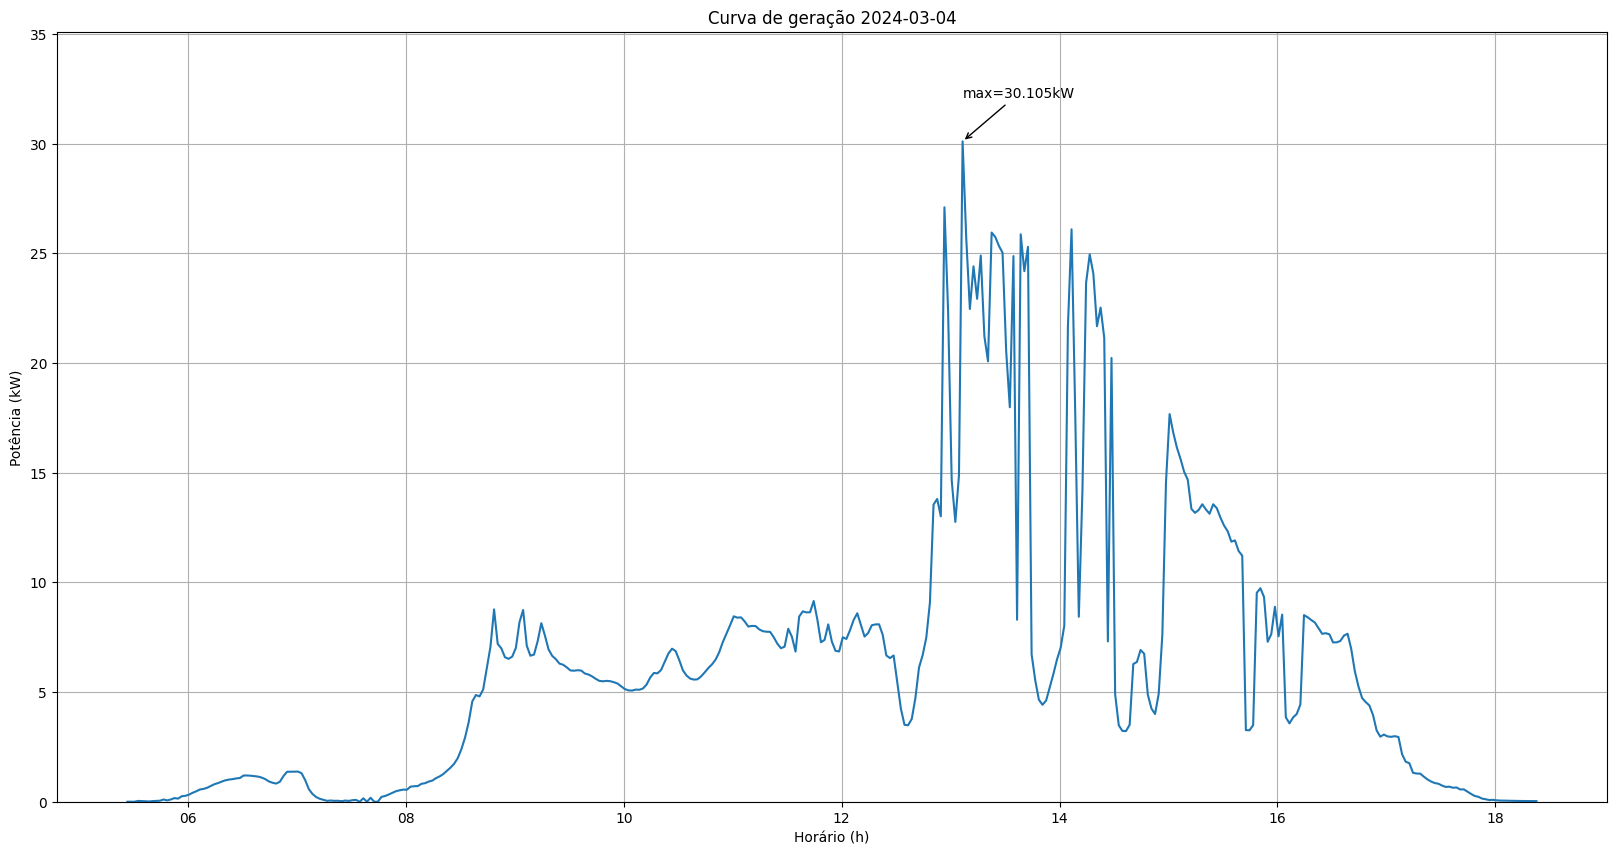 Curva de geração 2024-03-04
35
max=30.105kW
30
25
20
15
10
5
0
Potência (kW)
06 08 10 12 14 16 18
Horário (h)